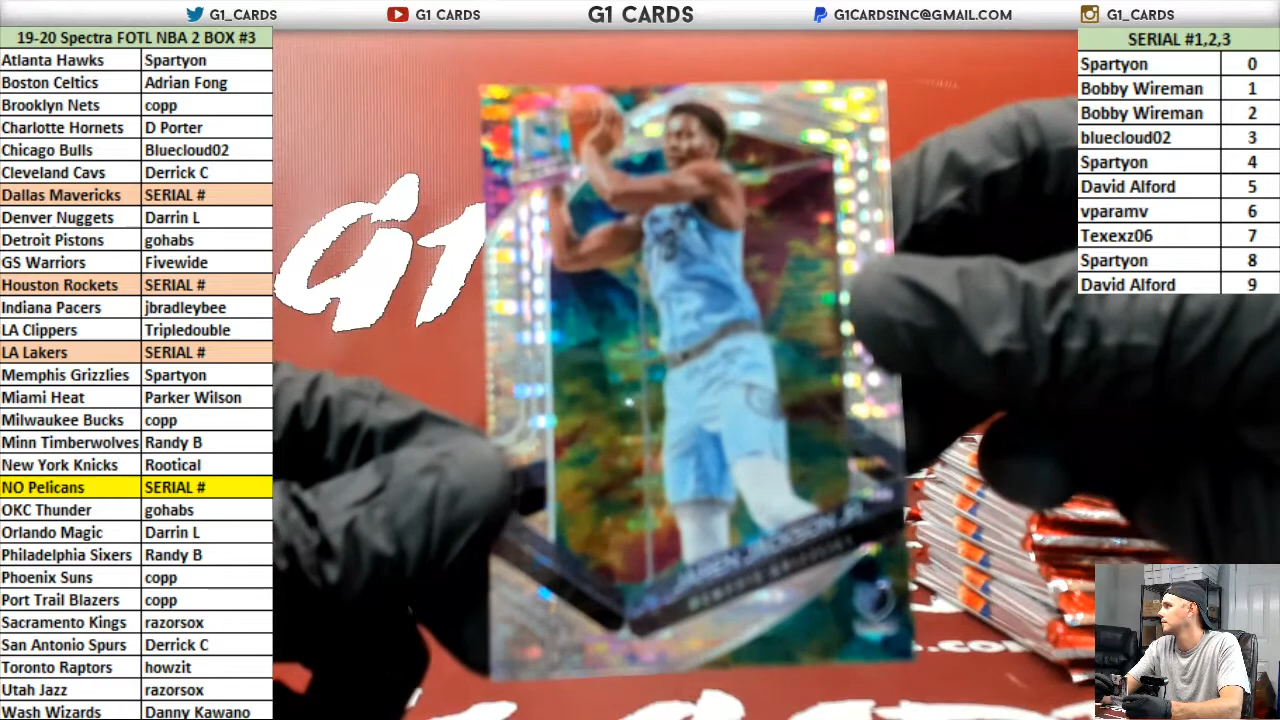 G1_CARDS G1 CARDS G1 CARDS G1CARDSINC@GMAIL.COM G1_CARDS
19-20 Spectra FOTL NBA 2 BOX #3
Atlanta Hawks Spartyon
Boston Celtics Adrian Fong
Brooklyn Nets copp
Charlotte Hornets D Porter
Chicago Bulls Bluecloud02
Cleveland Cavs Derrick C
Dallas Mavericks SERIAL #
Denver Nuggets Darrin L
Detroit Pistons gohabs
GS Warriors Fivewide
Houston Rockets SERIAL #
Indiana Pacers jbradleybee
LA Clippers Tripledouble
LA Lakers SERIAL #
Memphis Grizzlies Spartyon
Miami Heat Parker Wilson
Milwaukee Bucks copp
Minn Timberwolves Randy B
New York Knicks Rootical
NO Pelicans SERIAL #
OKC Thunder gohabs
Orlando Magic Darrin L
Philadelphia Sixers Randy B
Phoenix Suns copp
Port Trail Blazers copp
Sacramento Kings razorsox
San Antonio Spurs Derrick C
Toronto Raptors howzit
Utah Jazz razorsox
Wash Wizards Danny Kawano
G1
JAREN JACKSON JR.
MEMPHIS GRIZZLIES
S.COM
SERIAL #1,2,3
Spartyon 0
Bobby Wireman 1
Bobby Wireman 2
bluecloud02 3
Spartyon 4
David Alford 5
vparamv 6
Texexz06 7
Spartyon 8
David Alford 9